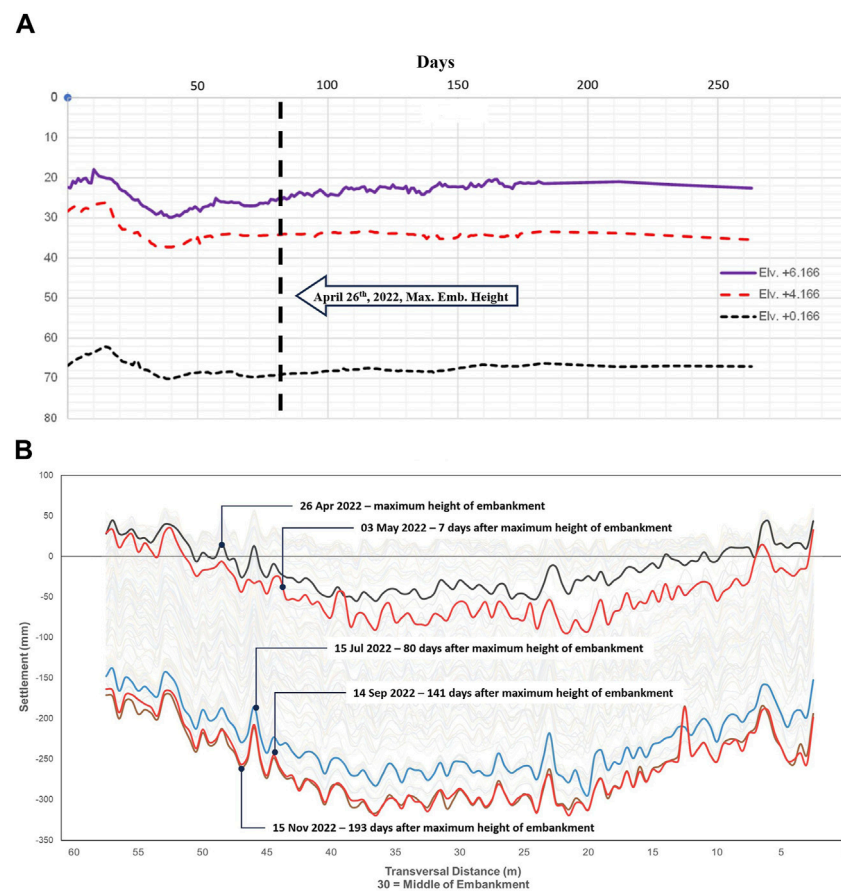 A
Days
50 100 150 200 250
0
10
20
30
40
50
60
70
80
Elv. +6.166
Elv. +4.166
Elv. +0.166
April 26th, 2022, Max. Emb. Height
B
100
50
0
-50
-100
-150
-200
-250
-300
-350
Settlement (mm)
26 Apr 2022 – maximum height of embankment
03 May 2022 – 7 days after maximum height of embankment
15 Jul 2022 – 80 days after maximum height of embankment
14 Sep 2022 – 141 days after maximum height of embankment
15 Nov 2022 – 193 days after maximum height of embankment
60 55 50 45 40 35 30 25 20 15 10 5
Transversal Distance (m)
30 = Middle of Embankment